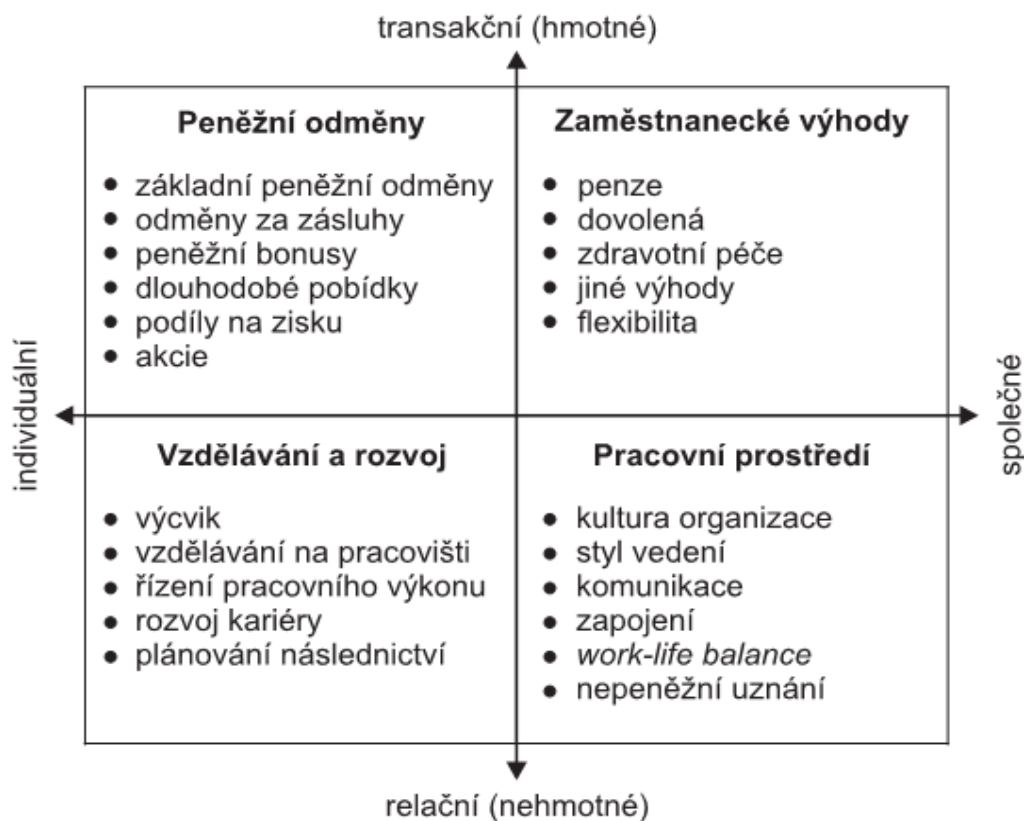 transakční (hmotné)
Peněžní odměny
● základní peněžní odměny
● odměny za zásluhy
● peněžní bonusy
● dlouhodobé pobídky
● podíly na zisku
● akcie
Zaměstnanecké výhody
● penze
● dovolená
● zdravotní péče
● jiné výhody
● flexibilita
individuální
společné
Vzdělávání a rozvoj
● výcvik
● vzdělávání na pracovišti
● řízení pracovního výkonu
● rozvoj kariéry
● plánování následnictví
Pracovní prostředí
● kultura organizace
● styl vedení
● komunikace
● zapojení
● work-life balance
● nepeněžní uznání
relační (nehmotné)